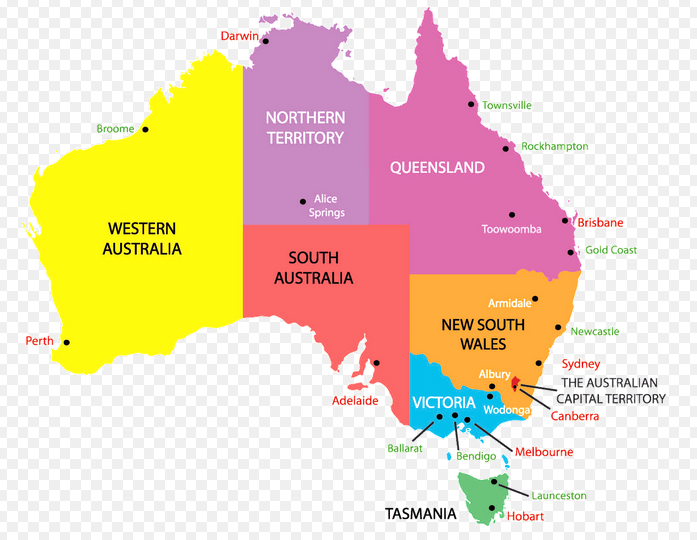 Darwin
Townsville
NORTHERN
TERRITORY
Broome
Rockhampton
QUEENSLAND
Alice
Springs
Brisbane
Toowoomba
WESTERN
AUSTRALIA
Gold Coast
SOUTH
AUSTRALIA
Armidale
NEW SOUTH
WALES
Newcastle
Perth
Sydney
Albury
THE AUSTRALIAN
CAPITAL TERRITORY
Adelaide
VICTORIA
Wodonga
Canberra
Ballarat
Bendigo
Melbourne
Launceston
TASMANIA
Hobart